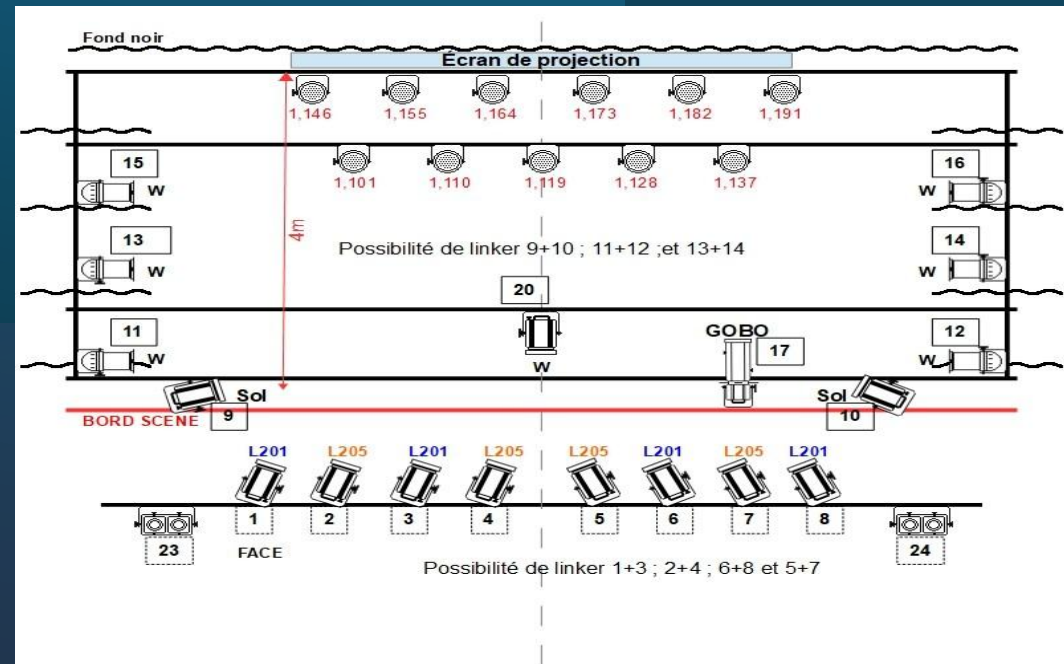 Fond noir
Écran de projection
1,146 1,155 1,164 1,173 1,182 1,191
15 16
W W
1,101 1,110 1,119 1,128 1,137
4m
13 14
W W
Possibilité de linker 9+10 ; 11+12 ;et 13+14
20
11 GOBO 12
17
W W W
Sol Sol
BORD SCENE 9 10
L201 L205 L201 L205 L205 L201 L205 L201
1 2 3 4 5 6 7 8
23 FACE 24
Possibilité de linker 1+3 ; 2+4 ; 6+8 et 5+7